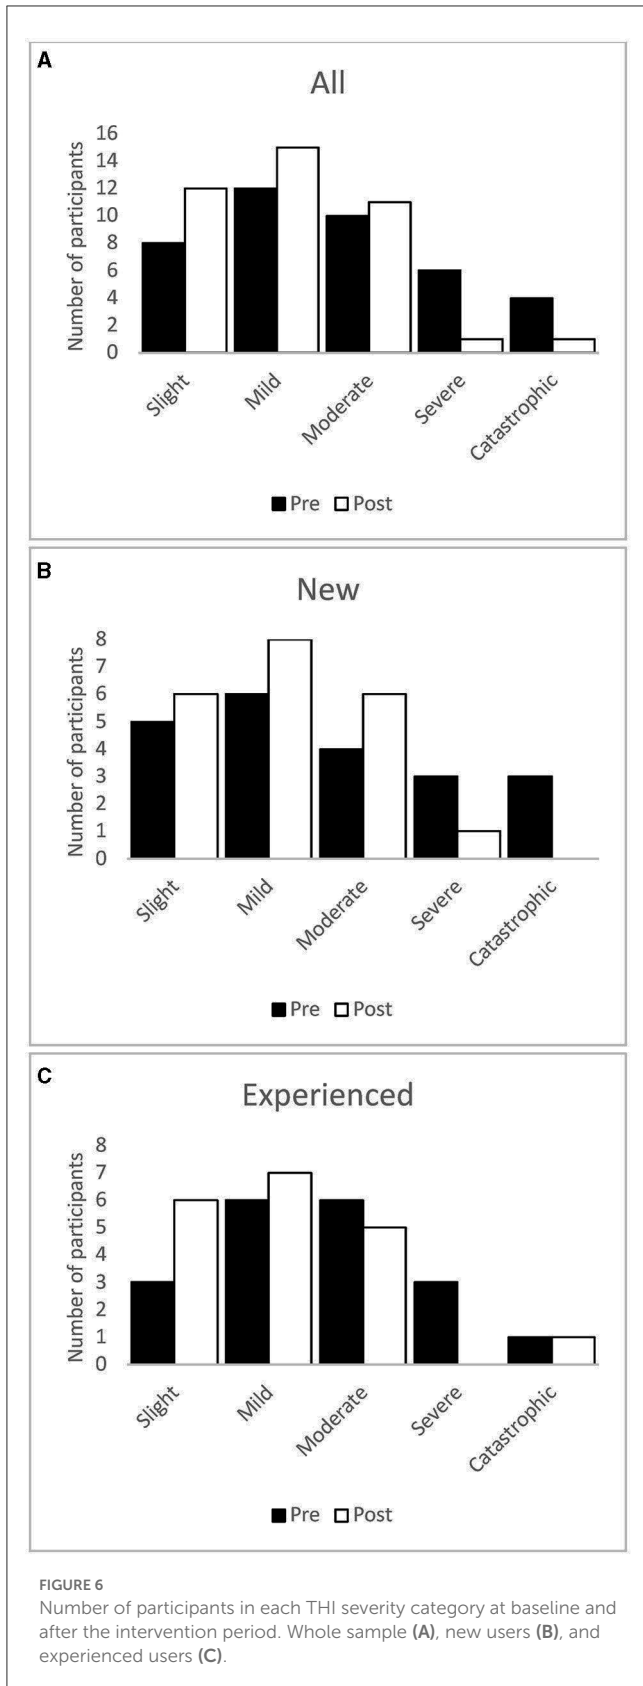 A
All
Number of participants
16
14
12
10
8
6
4
2
0
Slight
Mild
Moderate
Severe
Catastrophic
Pre Post
B
New
Number of participants
8
7
6
5
4
3
2
1
0
Slight
Mild
Moderate
Severe
Catastrophic
Pre Post
C
Experienced
Number of participants
8
7
6
5
4
3
2
1
0
Slight
Mild
Moderate
Severe
Catastrophic
Pre Post
FIGURE 6
Number of participants in each THI severity category at baseline and
after the intervention period. Whole sample (A), new users (B), and
experienced users (C).